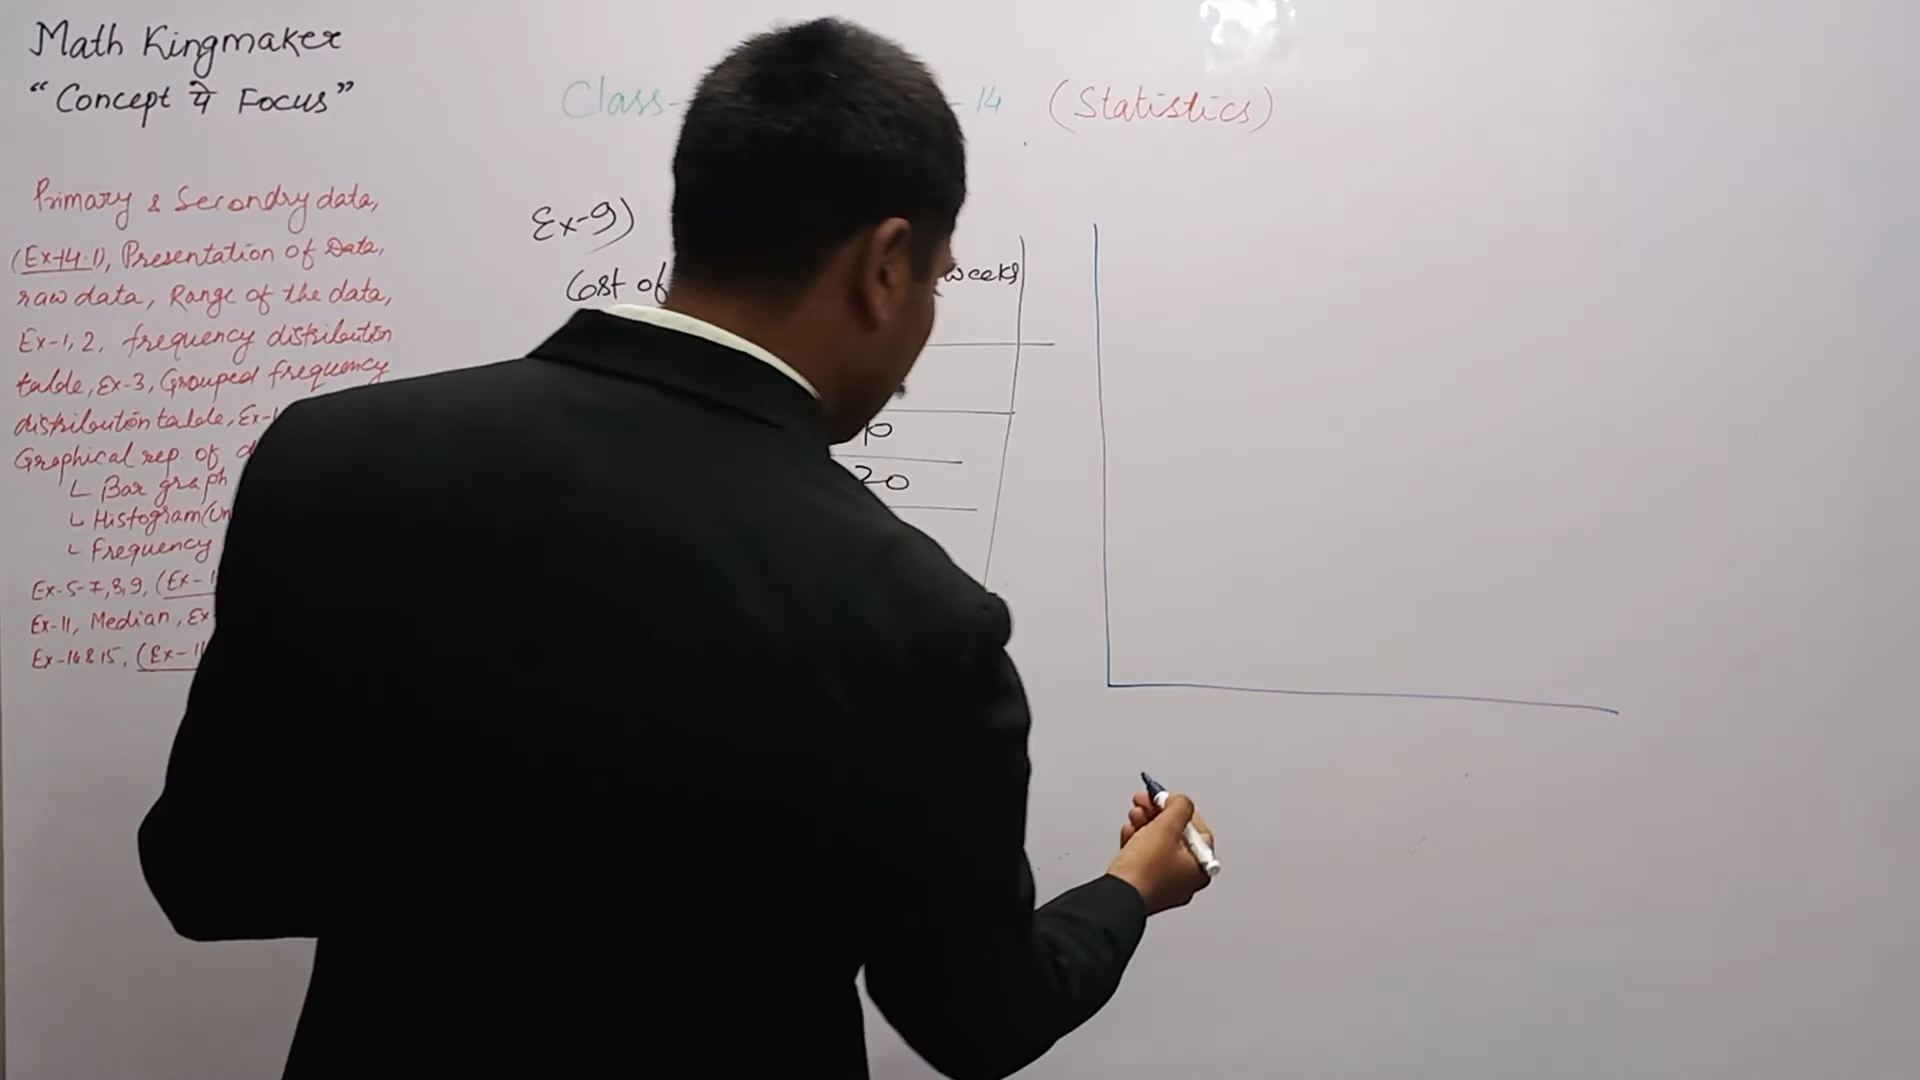 Math Kingmaker
"Concept पे Focus"
Class- - 14 (Statistics)
Primary & Secondry data,
(Ex-14.1), Presentation of Data,
raw data, Range of the data,
Ex-1, 2, frequency distribution
table, Ex-3, Grouped frequency
distribution table, Ex-
Graphical rep. of
Bar graph
Histogram
Frequency
Ex-5-7,8,9, (Ex-
Ex-11, Median, Ex
Ex-14&15, (Ex-
Ex-9)
Cost of weeks
10
20